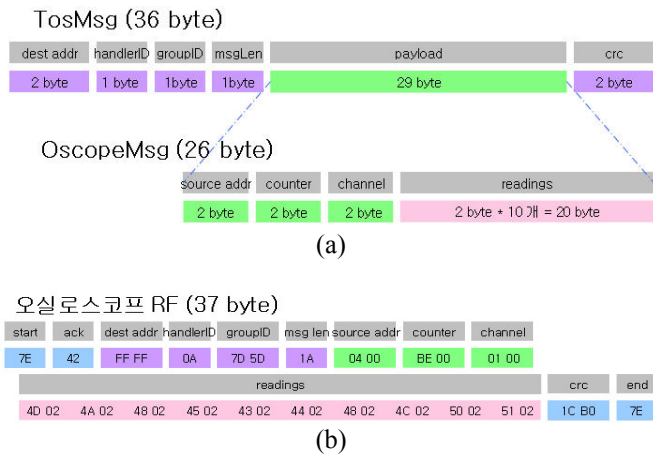 TosMsg (36 byte)
dest addr handlerID groupID msgLen payload crc
2 byte 1 byte 1byte 1byte 29 byte 2 byte
OscopeMsg (26 byte)
source addr counter channel readings
2 byte 2 byte 2 byte 2 byte * 10 개 = 20 byte
(a)
오실로스코프 RF (37 byte)
start ack dest addr handlerID groupID msg len source addr counter channel
7E 42 FF FF 0A 7D 5D 1A 04 00 BE 00 01 00
readings crc end
4D 02 4A 02 48 02 45 02 43 02 44 02 48 02 4C 02 50 02 51 02 1C B0 7E
(b)